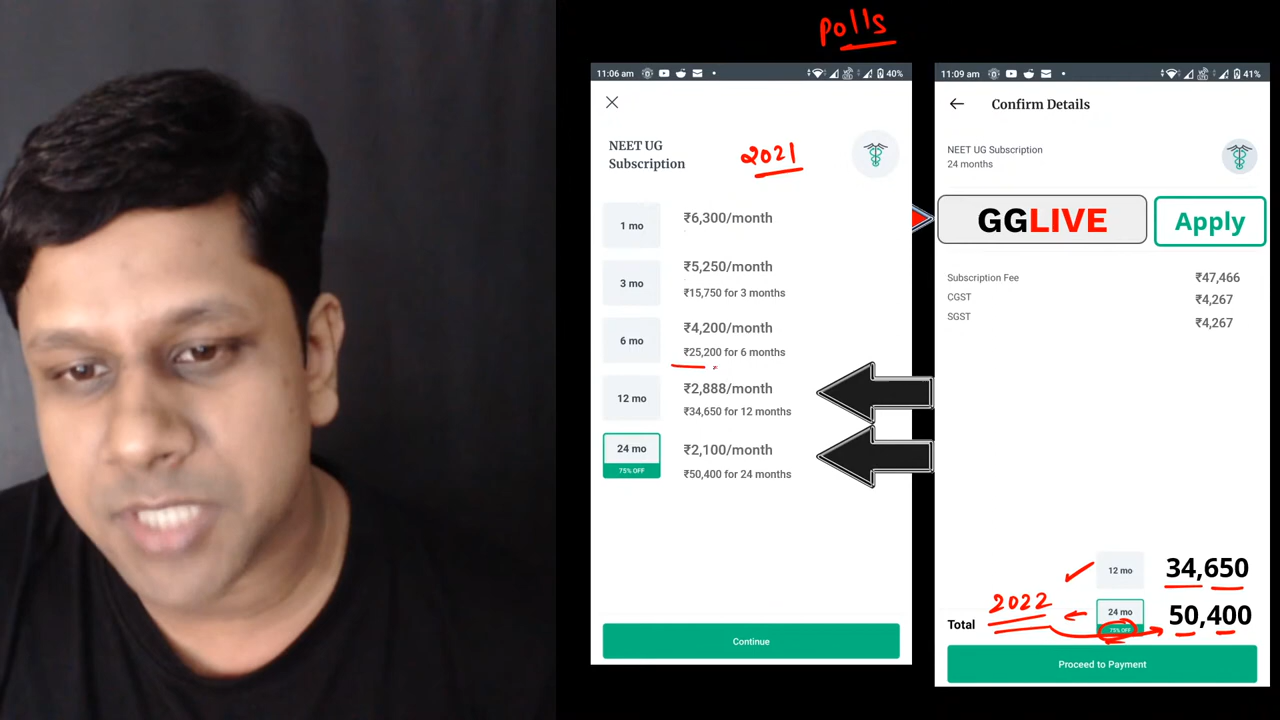 polls
11:06 am
40%
NEET UG
Subscription
2021
1 mo
₹6,300/month
3 mo
₹5,250/month
₹15,750 for 3 months
6 mo
₹4,200/month
₹25,200 for 6 months
12 mo
₹2,888/month
₹34,650 for 12 months
24 mo
75% OFF
₹2,100/month
₹50,400 for 24 months
Continue
11:09 am
41%
Confirm Details
NEET UG Subscription
24 months
GGLIVE
Apply
Subscription Fee ₹47,466
CGST ₹4,267
SGST ₹4,267
12 mo 34,650
2022
24 mo 50,400
75% OFF
Total
Proceed to Payment